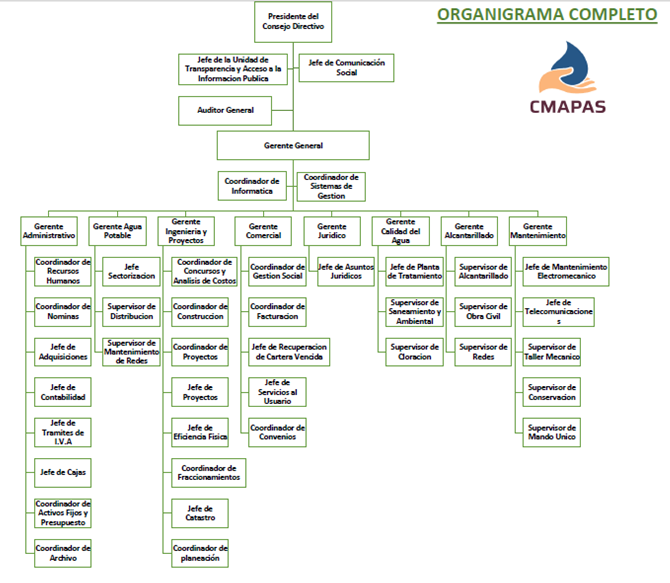 ORGANIGRAMA COMPLETO
CMAPAS
Presidente del
Consejo Directivo
Jefe de la Unidad de
Transparencia y Acceso a la
Informacion Publica
Jefe de Comunicación
Social
Auditor General
Gerente General
Coordinador de
Informatica
Coordinador de
Sistemas de
Gestion
Gerente
Administrativo
Coordinador de
Recursos
Humanos
Coordinador de
Nominas
Jefe de
Adquisiciones
Jefe de
Contabilidad
Jefe de
Tramites de
I.V.A
Jefe de Cajas
Coordinador de
Activos Fijos y
Presupuesto
Coordinador de
Archivo
Gerente Agua
Potable
Jefe
Sectorizacion
Supervisor de
Distribucion
Supervisor de
Mantenimiento
de Redes
Gerente
Ingenieria y
Proyectos
Coordinador de
Concursos y
Analisis de Costos
Coordinador de
Construccion
Coordinador de
Proyectos
Jefe de
Proyectos
Jefe de
Eficiencia Fisica
Coordinador de
Fraccionamientos
Jefe de
Catastro
Coordinador de
planeación
Gerente
Comercial
Coordinador de
Gestion Social
Coordinador de
Facturacion
Jefe de Recuperacion
de Cartera Vencida
Jefe de
Servicios al
Usuario
Coordinador de
Convenios
Gerente
Juridico
Jefe de Asuntos
Juridicos
Gerente
Calidad del
Agua
Jefe de Planta
de Tratamiento
Supervisor de
Saneamiento y
Ambiental
Supervisor de
Cloracion
Gerente
Alcantarillado
Supervisor de
Alcantarillado
Supervisor de
Obra Civil
Supervisor de
Redes
Gerente
Mantenimiento
Jefe de Mantenimiento
Electromecanico
Jefe de
Telecomunicacione
s
Supervisor de
Taller Mecanico
Supervisor de
Conservacion
Supervisor de
Mando Unico